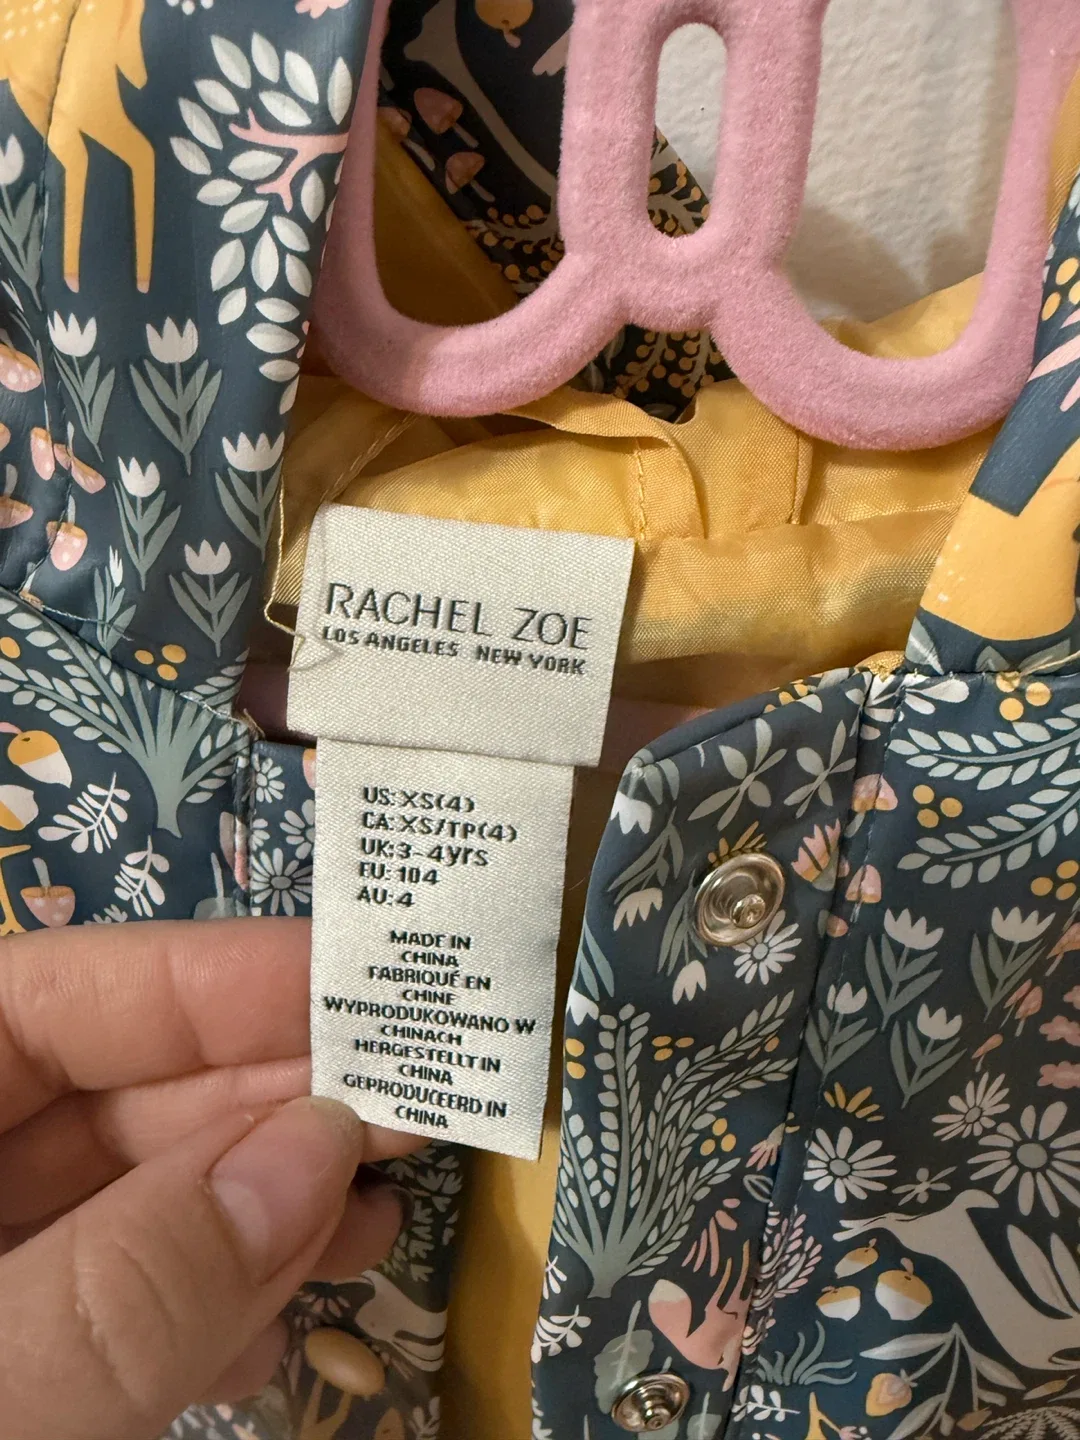 RACHEL ZOE
LOS ANGELES NEW YORK
US: XS(4)
CA: XS/TP(4)
UK: 3-4yrs
EU: 104
AU: 4
MADE IN
CHINA
FABRIQUÉ EN
CHINE
WYPRODUKOWANO W
CHINACH
HERGESTELLT IN
CHINA
GEPRODUCEERD IN
CHINA